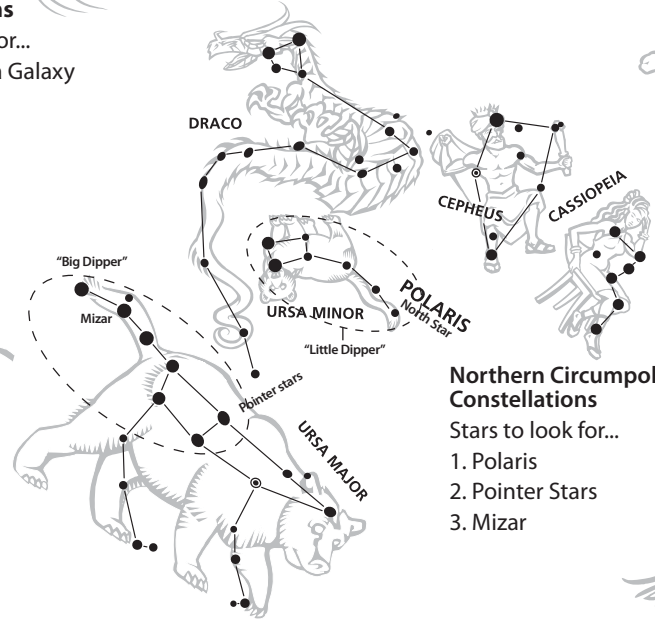 or...
Galaxy
DRACO
CEPHEUS
CASSIOPEIA
"Big Dipper"
Mizar
URSA MINOR
POLARIS
North Star
"Little Dipper"
Pointer stars
URSA MAJOR
Northern Circumpol
Constellations
Stars to look for...
1. Polaris
2. Pointer Stars
3. Mizar